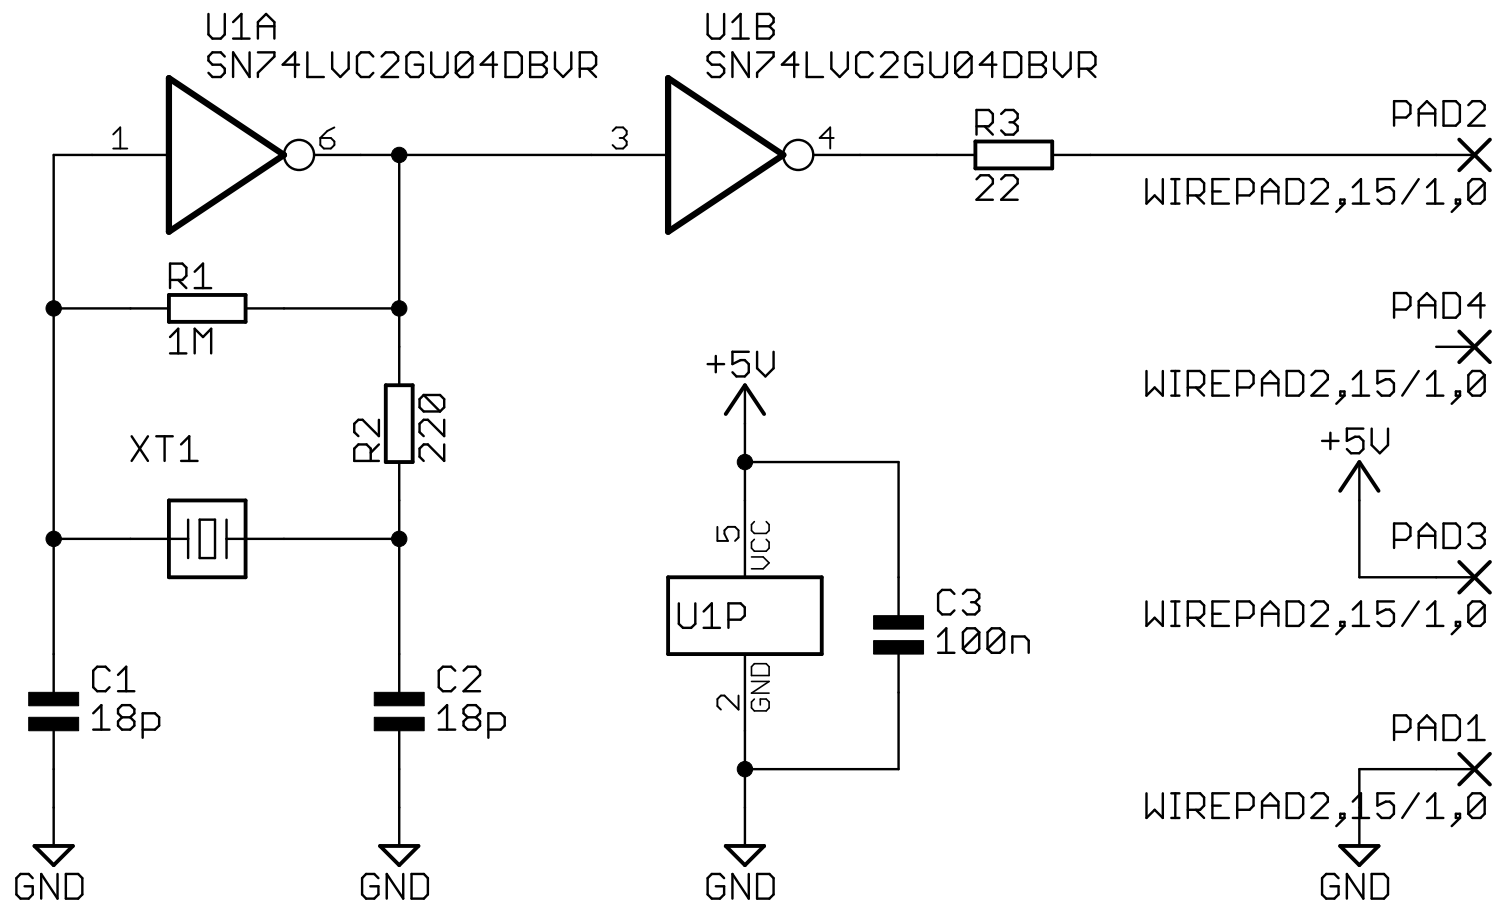 U1A
SN74LVC2GU04DBVR
1
6
U1B
SN74LVC2GU04DBVR
3
4
R3
22
PAD2
WIREPAD2,15/1,0
R1
1M
PAD4
WIREPAD2,15/1,0
R2
220
XT1
+5V
+5V
5
VCC
U1P
2
GND
C3
100n
PAD3
WIREPAD2,15/1,0
C1
18p
C2
18p
PAD1
WIREPAD2,15/1,0
GND
GND
GND
GND